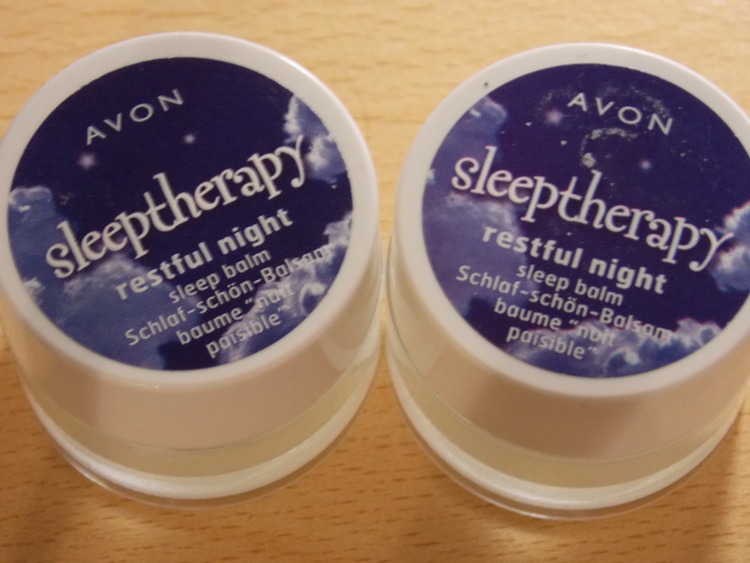 AVON
sleeptherapy
restful night
sleep balm
Schlaf-schön-Balsam
baume "nuit
paisible"
AVON
sleeptherapy
restful night
sleep balm
Schlaf-schön-Balsam
baume "nuit
paisible"